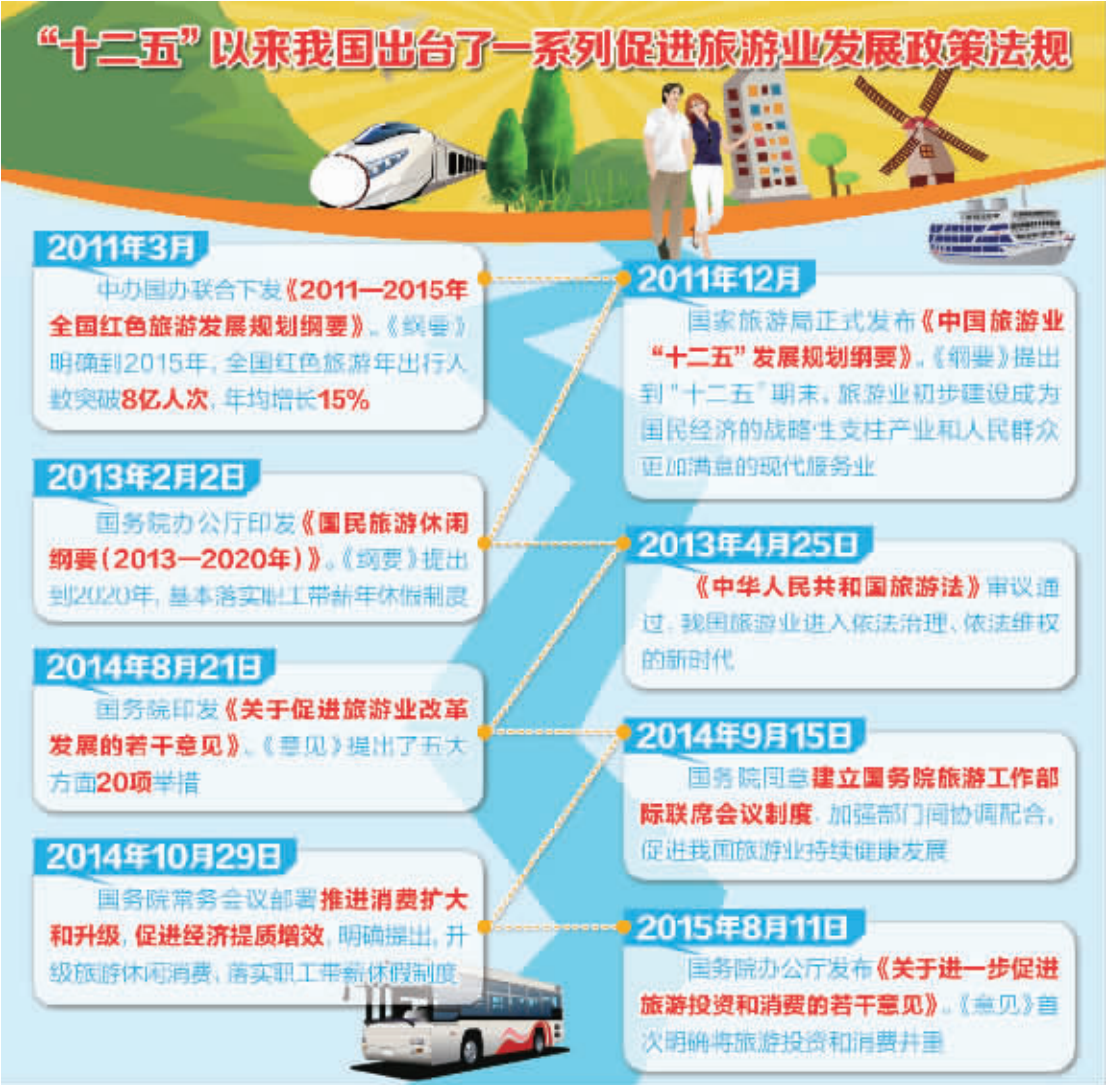 “十二五”以来我国出台了一系列促进旅游业发展政策法规
2011年3月
中办国办联合下发《2011—2015年
全国红色旅游发展规划纲要》。《纲要》
明确到2015年，全国红色旅游年出行人
数突破8亿人次，年均增长15%
2011年12月
国家旅游局正式发布《中国旅游业
“十二五”发展规划纲要》。《纲要》提出
到“十二五”期末，旅游业初步建设成为
国民经济的战略性支柱产业和人民群众
更加满意的现代服务业
2013年2月2日
国务院办公厅印发《国民旅游休闲
纲要（2013—2020年）》。《纲要》提出
到2020年，基本落实职工带薪年休假制度
2013年4月25日
《中华人民共和国旅游法》审议通
过，我国旅游业进入依法治理、依法维权
的新时代
2014年8月21日
国务院印发《关于促进旅游业改革
发展的若干意见》。《意见》提出了五大
方面20项举措
2014年9月15日
国务院同意建立国务院旅游工作部
际联席会议制度，加强部门间协调配合，
促进我国旅游业持续健康发展
2014年10月29日
国务院常务会议部署推进消费扩大
和升级，促进经济提质增效，明确提出，升
级旅游休闲消费，落实职工带薪休假制度
2015年8月11日
国务院办公厅发布《关于进一步促进
旅游投资和消费的若干意见》。《意见》首
次明确将旅游投资和消费并重